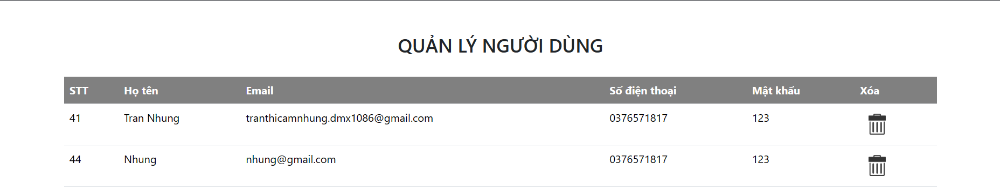 QUẢN LÝ NGƯỜI DÙNG
STT Họ tên Email Số điện thoại Mật khẩu Xóa
41 Tran Nhung tranthicamnhung.dmx1086@gmail.com 0376571817 123
44 Nhung nhung@gmail.com 0376571817 123